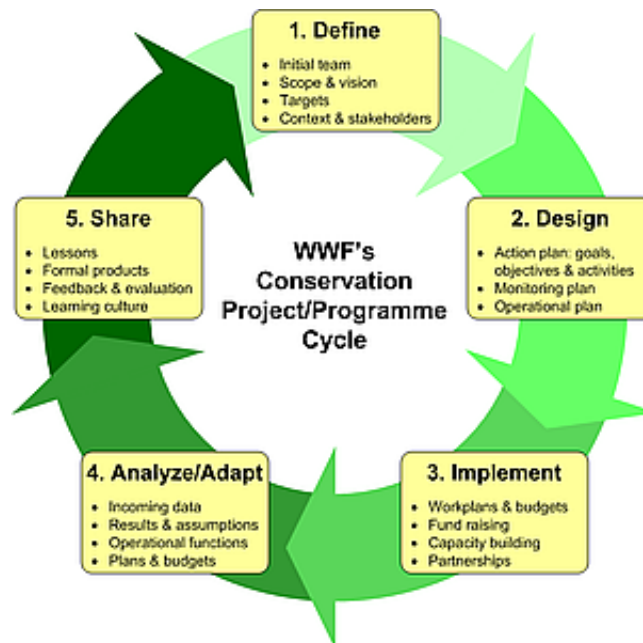 1. Define
• Initial team
• Scope & vision
• Targets
• Context & stakeholders
2. Design
• Action plan: goals,
objectives & activities
• Monitoring plan
• Operational plan
3. Implement
• Workplans & budgets
• Fund raising
• Capacity building
• Partnerships
4. Analyze/Adapt
• Incoming data
• Results & assumptions
• Operational functions
• Plans & budgets
5. Share
• Lessons
• Formal products
• Feedback & evaluation
• Learning culture
WWF's
Conservation
Project/Programme
Cycle